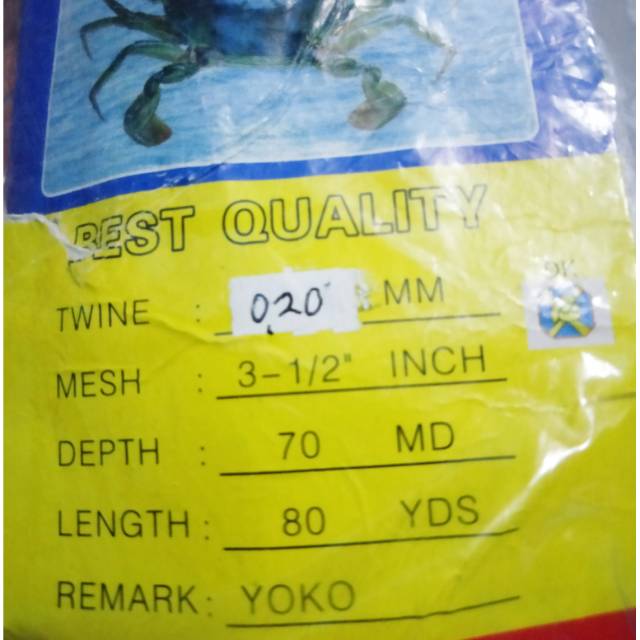 BEST QUALITY
TWINE : 0.20 MM
MESH : 3-1/2" INCH
DEPTH : 70 MD
LENGTH : 80 YDS
REMARK : YOKO